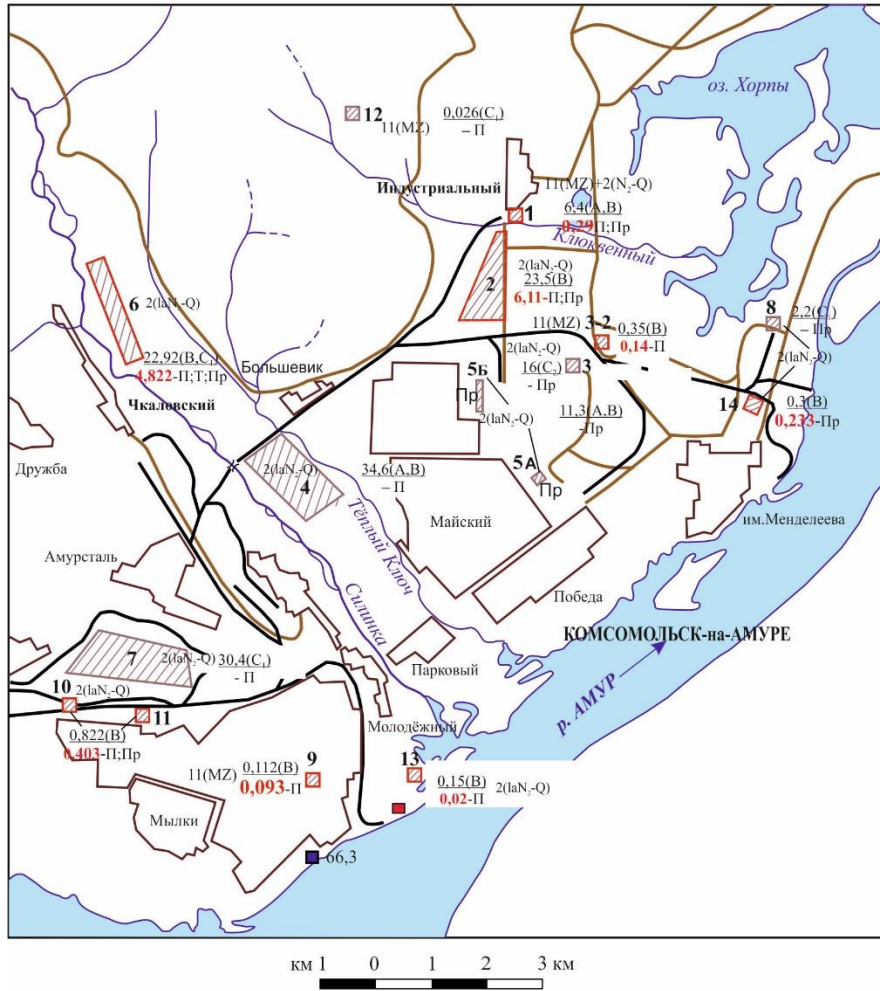 оз. Хорпы
12
11(MZ)
0,026(C₁)
– П
Индустриальный
11(MZ)+2(N₂-Q)
1
6,4(A,B)
0,29П;Пр
Клюквенный
2
2(laN₂-Q)
23,5(B)
6,11-П;Пр
6
2(laN₂-Q)
22,92(B,C₁)
4,822-П;Т;Пр
Большевик
11(MZ)
3-2
0,35(B)
0,14-П
8
2,2(C₁)
– Пр
2(laN₂-Q)
2(laN₂-Q)
3
16(C₂)
- Пр
5Б
Пр
2(laN₂-Q)
11,3(A,B)
-Пр
14
0,3(B)
0,233-Пр
Чкаловский
Дружба
2(laN₂-Q)
4
34,6(A,B)
– П
5А
Пр
Майский
им.Менделеева
Тёплый Ключ
Амурсталь
Силинка
Победа
КОМСОМОЛЬСК-на-АМУРЕ
Парковый
р. АМУР
7
2(laN₂-Q)
30,4(C₁)
- П
10
2(laN₂-Q)
11
0,822(B)
0,403-П;Пр
Молодёжный
9
11(MZ)
0,112(B)
0,093-П
13
0,15(B)
0,02-П
2(laN₂-Q)
Мылки
66,3
км 1 0 1 2 3 км